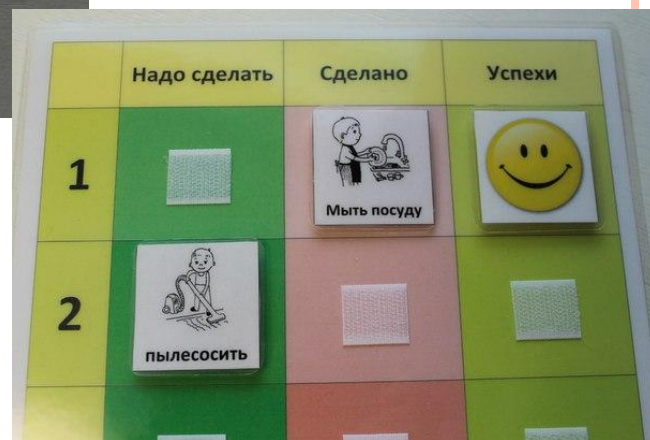 Надо сделать Сделано Успехи
1
Мыть посуду
2
пылесосить